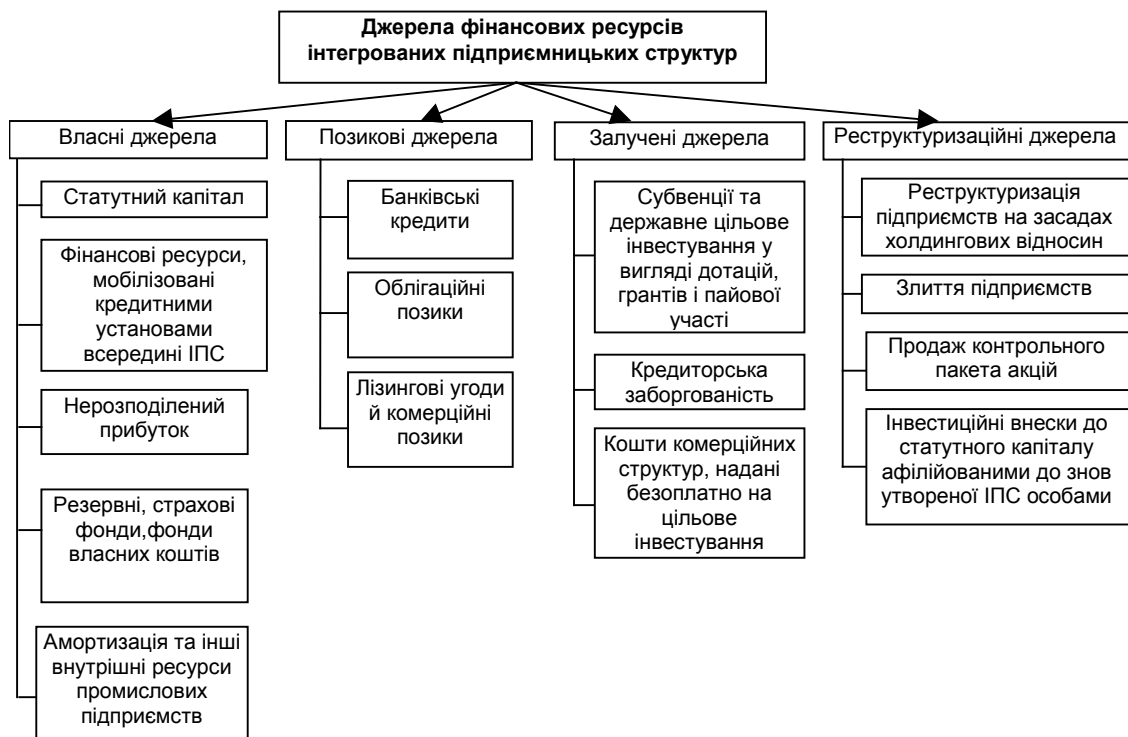 Джерела фінансових ресурсів
інтегрованих підприємницьких структур
Власні джерела
Статутний капітал
Фінансові ресурси,
мобілізовані
кредитними
установами
всередині ІПС
Нерозподілений
прибуток
Резервні, страхові
фонди,фонди
власних коштів
Амортизація та інші
внутрішні ресурси
промислових
підприємств
Позикові джерела
Банківські
кредити
Облігаційні
позики
Лізингові угоди
й комерційні
позики
Залучені джерела
Субвенції та
державне цільове
інвестування у
вигляді дотацій,
грантів і пайової
участі
Кредиторська
заборгованість
Кошти комерційних
структур, надані
безоплатно на
цільове
інвестування
Реструктуризаційні джерела
Реструктуризація
підприємств на засадах
холдингових відносин
Злиття підприємств
Продаж контрольного
пакета акцій
Інвестиційні внески до
статутного капіталу
афілійованими до знов
утвореної ІПС особами